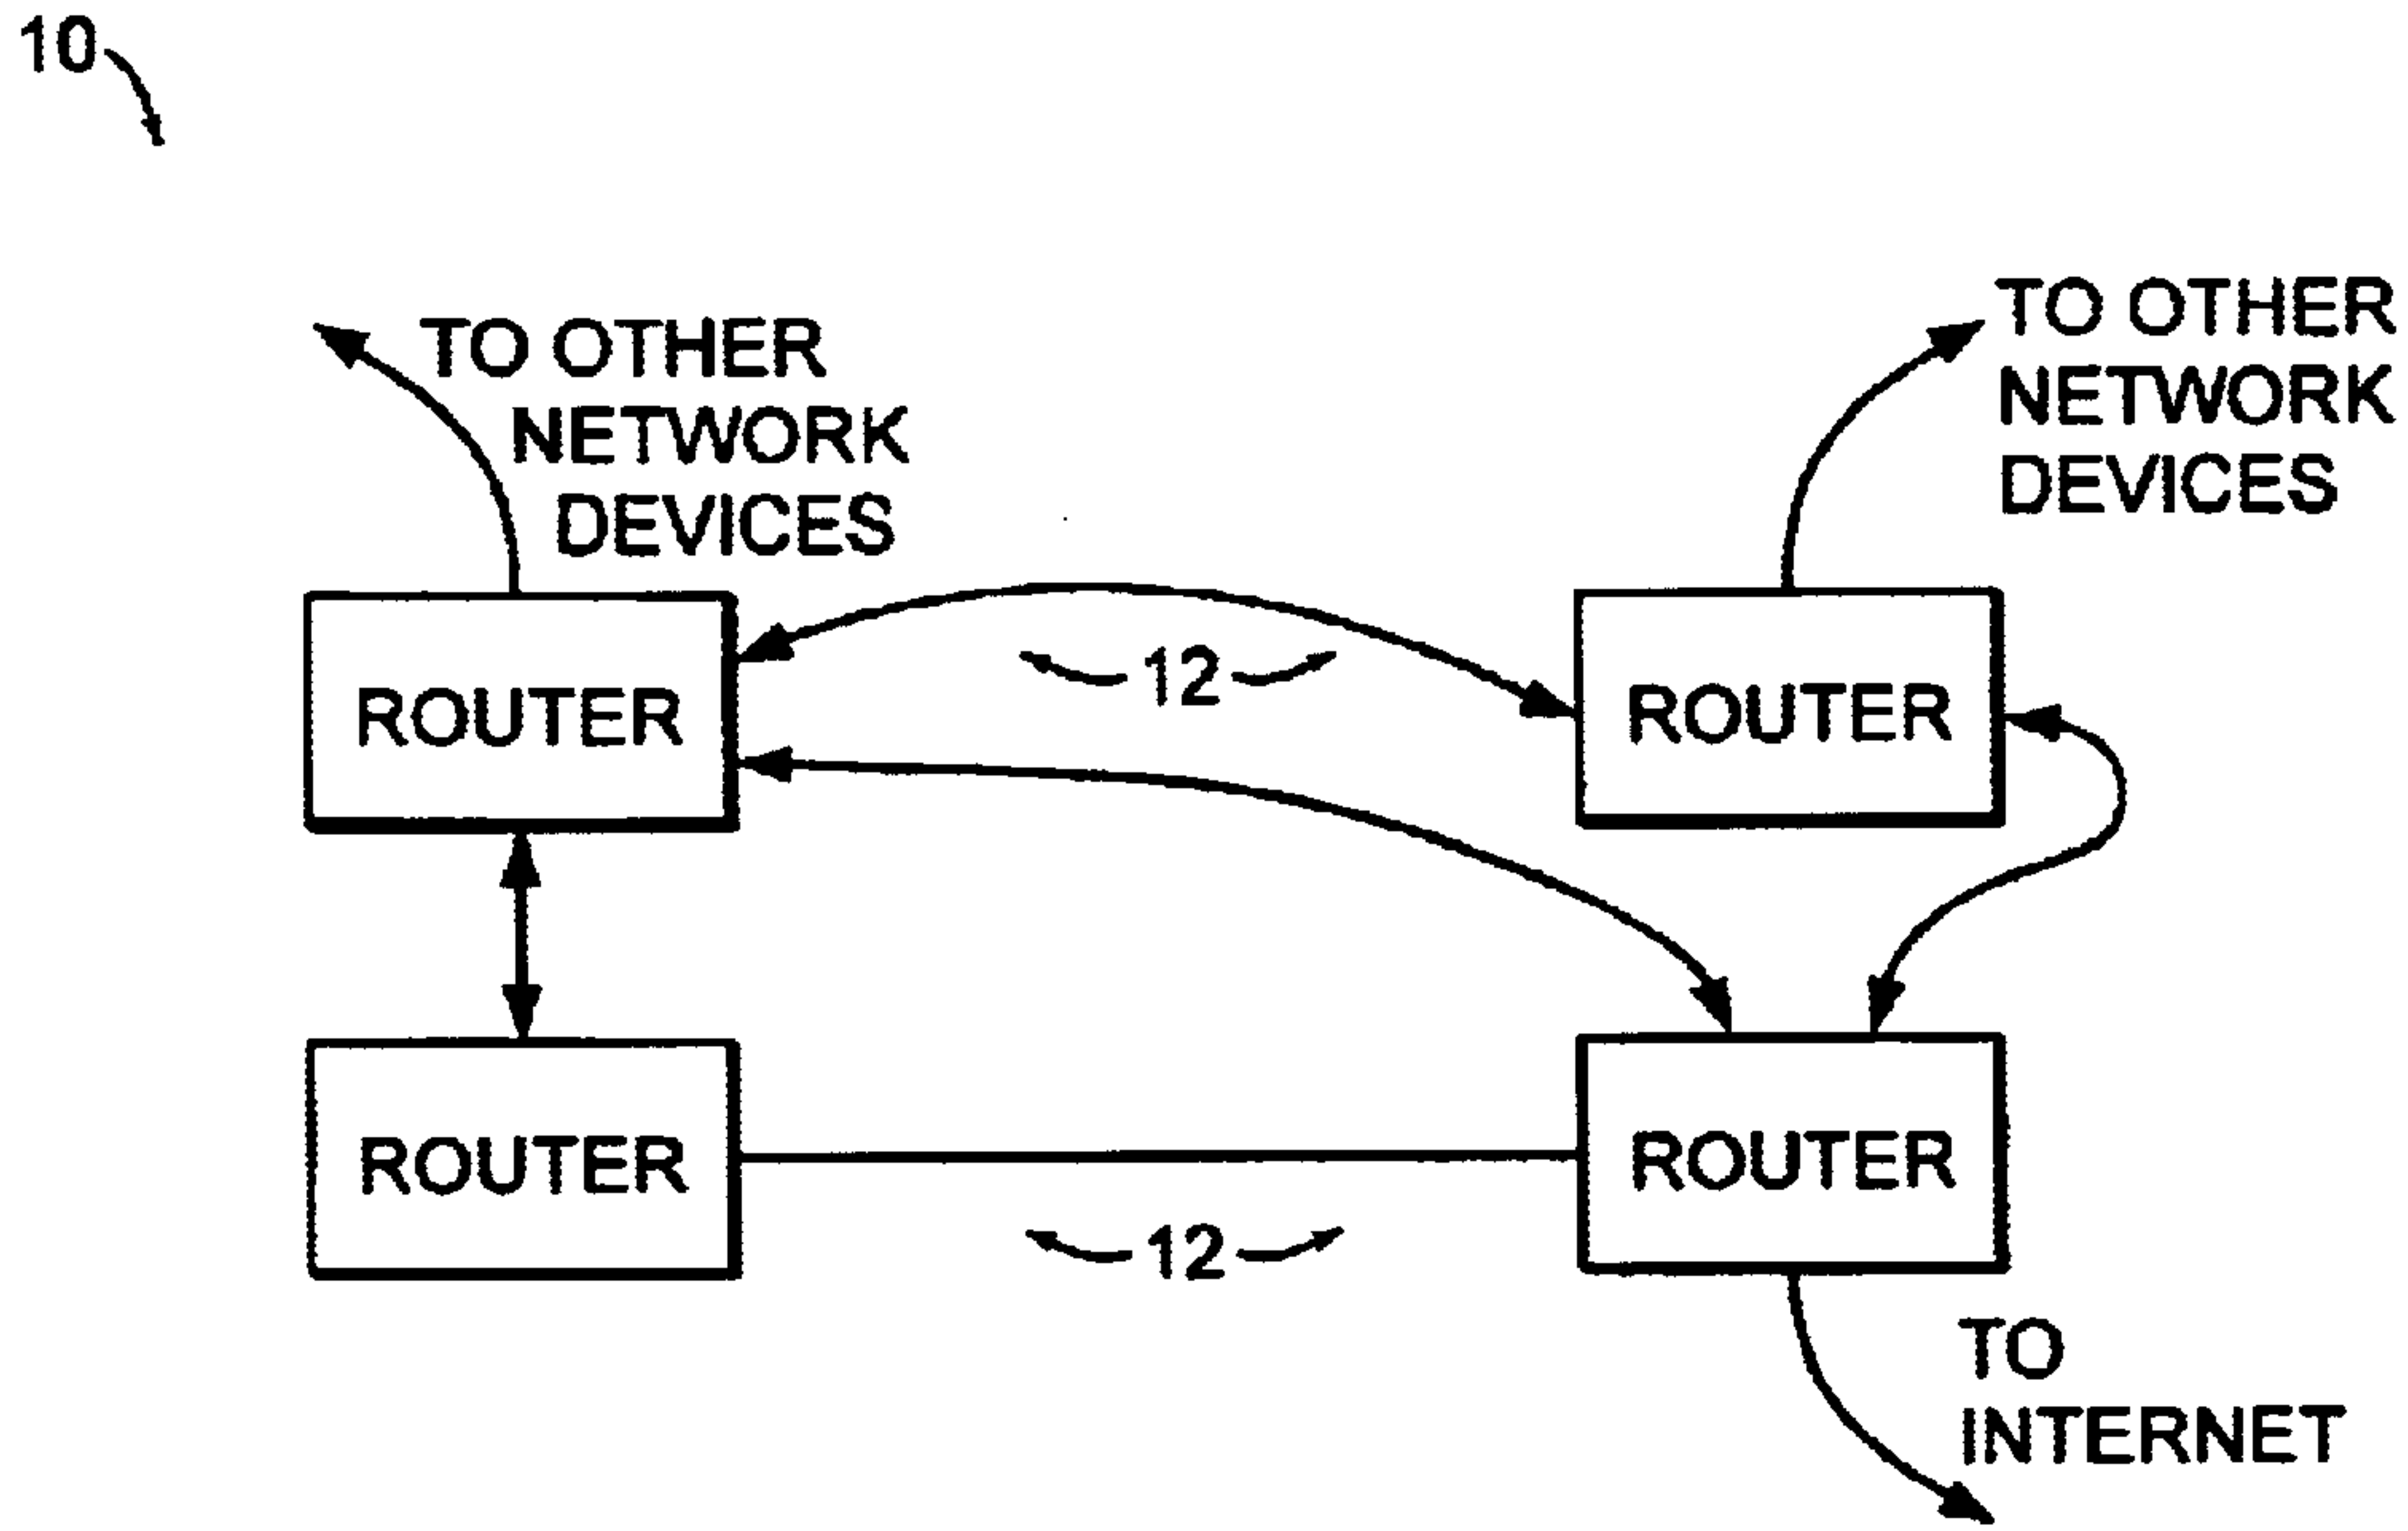 10
TO OTHER
NETWORK
DEVICES
TO OTHER
NETWORK
DEVICES
12
ROUTER
ROUTER
ROUTER
ROUTER
12
TO
INTERNET